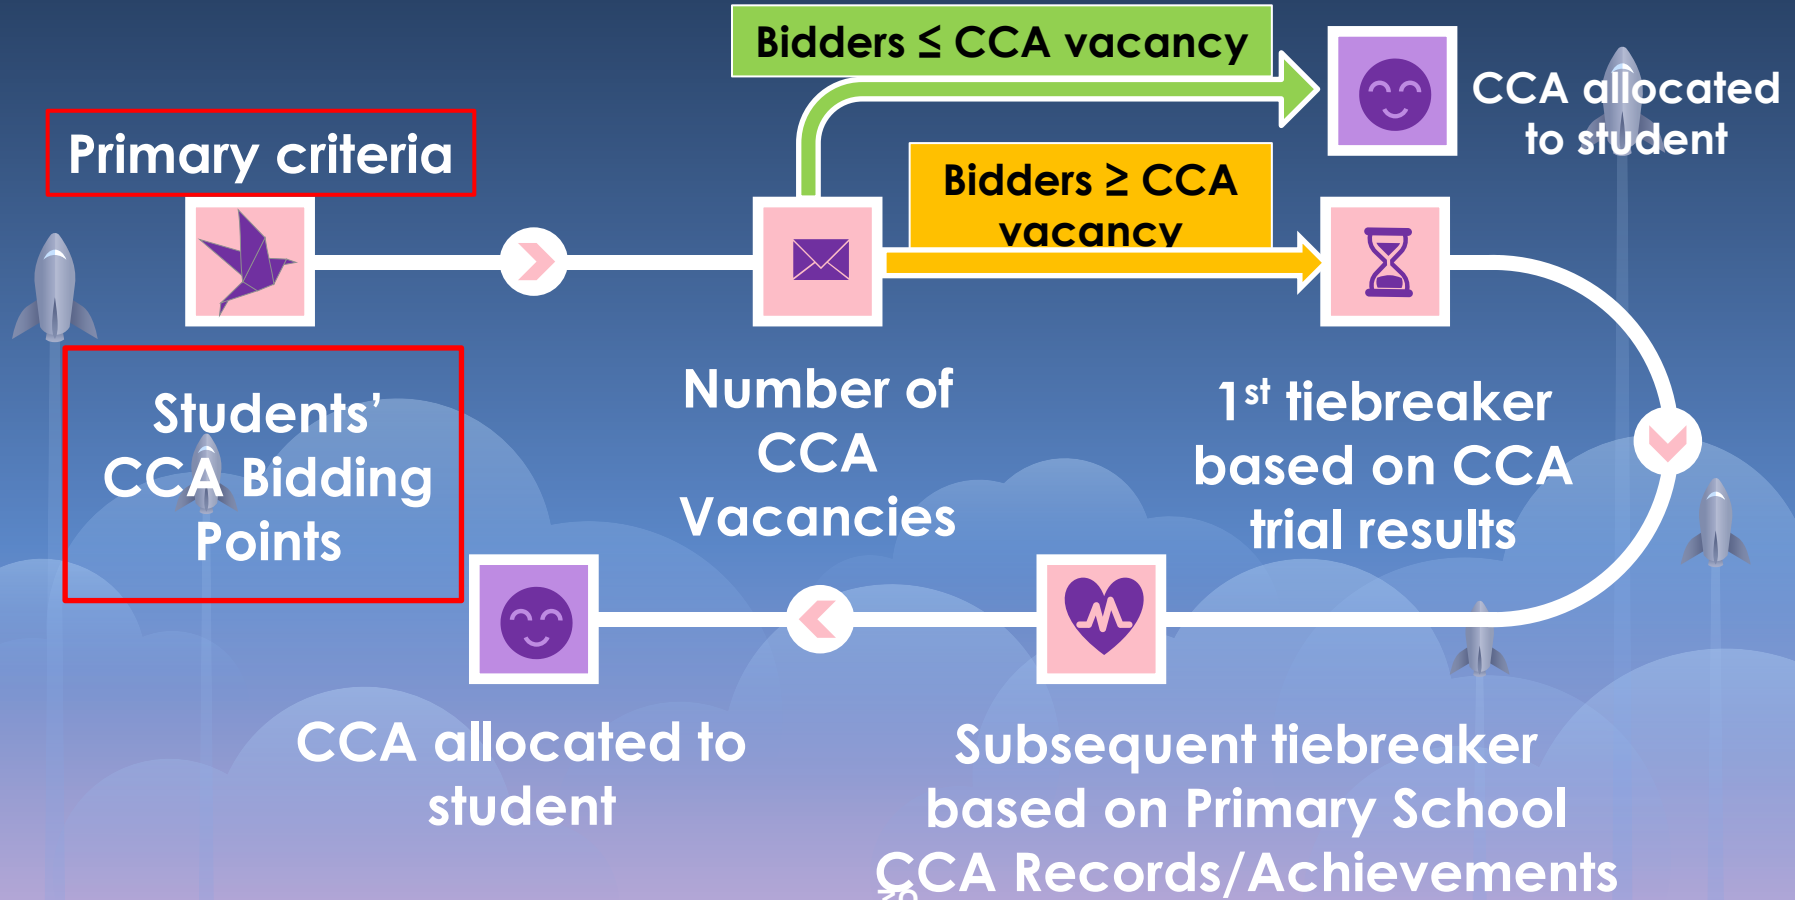 Bidders ≤ CCA vacancy
CCA allocated
to student
Primary criteria
Bidders ≥ CCA
vacancy
Students’
CCA Bidding
Points
Number of
CCA
Vacancies
1st tiebreaker
based on CCA
trial results
CCA allocated to
student
Subsequent tiebreaker
based on Primary School
CCA Records/Achievements